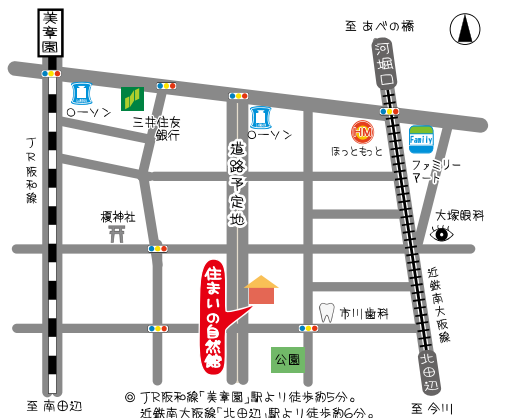 美章園
至 あべの橋
河堀口
ローソン
三井住友
銀行
ローソン
HM
ほっともっと
Family
ファミリー
マート
道路予定地
JR阪和線
榎神社
大塚眼科
住まいの自然館
近鉄南大阪線
市川歯科
公園
北田辺
至 南田辺
至 今川
◎ JR阪和線「美章園」駅より徒歩約5分。
近鉄南大阪線「北田辺」駅より徒歩約6分。